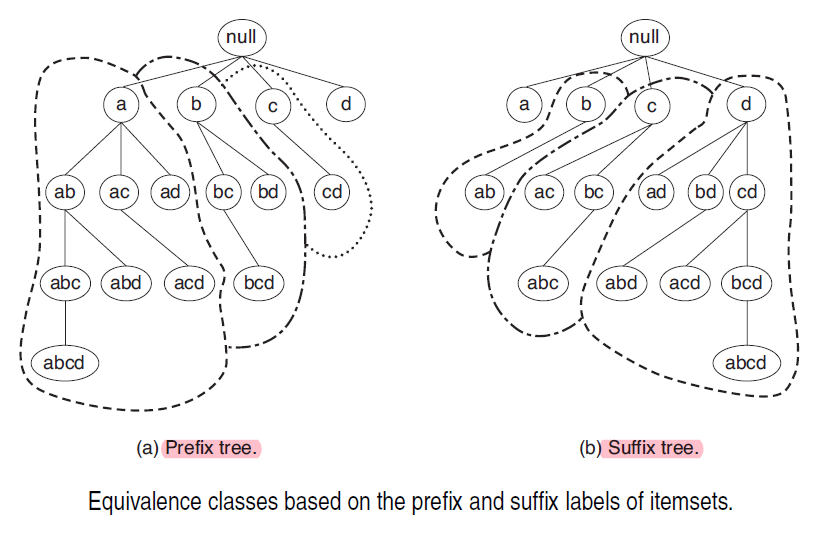 null
a b c d
ab ac ad bc bd cd
abc abd acd bcd
abcd
(a) Prefix tree.
null
a b c d
ab ac bc ad bd cd
abc abd acd bcd
abcd
(b) Suffix tree.
Equivalence classes based on the prefix and suffix labels of itemsets.